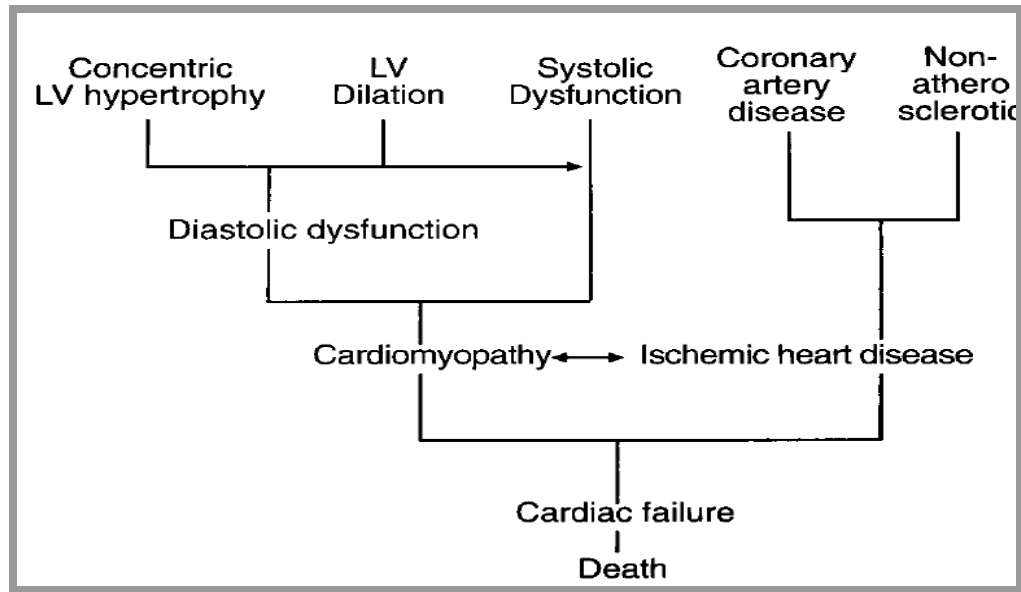 Concentric
LV hypertrophy
LV
Dilation
Systolic
Dysfunction
Coronary
artery
disease
Non-
athero
sclerotic
Diastolic dysfunction
Cardiomyopathy
Ischemic heart disease
Cardiac failure
Death